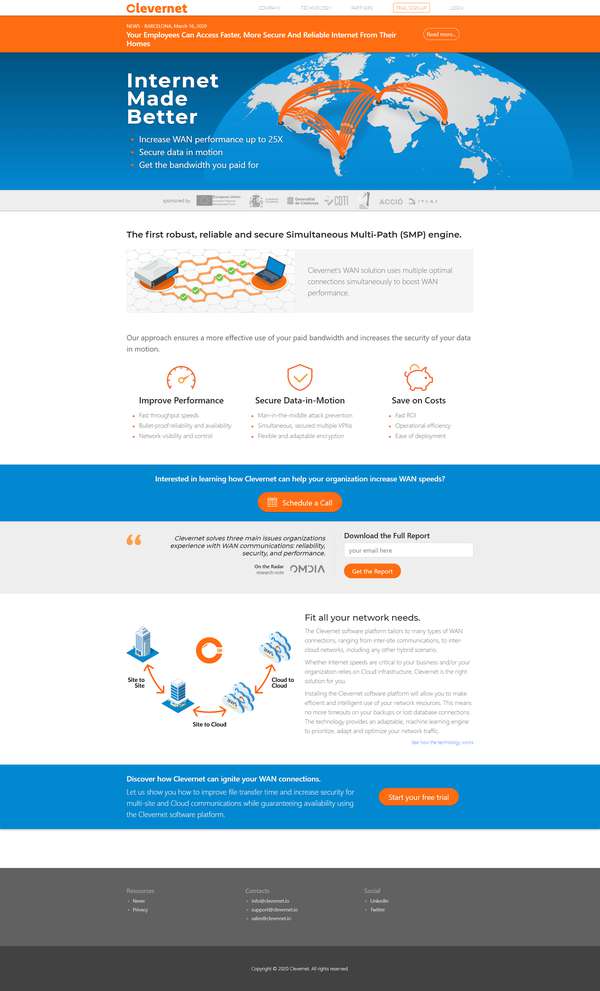 Clevernet
COMPANY
TECHNOLOGY
PARTNERS
FREE SIGN UP
LOGIN
NEWS - BARCELONA, March 16, 2020
Your Employees Can Access Faster, More Secure And Reliable Internet From Their
Homes
Read more...
Internet
Made
Better
Increase WAN performance up to 25X
Secure data in motion
Get the bandwidth you paid for
sponsored by
CDTI
ACCIÓ
The first robust, reliable and secure Simultaneous Multi-Path (SMP) engine.
Clevernet's WAN solution uses multiple optimal
connections simultaneously to boost WAN
performance.
Our approach ensures a more effective use of your paid bandwidth and increases the security of your data
in motion.
Improve Performance
Fast throughput speeds
Bullet-proof reliability and availability
Network visibility and control
Secure Data-in-Motion
Man-in-the-middle attack prevention
Simultaneous, secured multiple VPNs
Flexible and adaptable encryption
Save on Costs
Fast ROI
Operational efficiency
Ease of deployment
Interested in learning how Clevernet can help your organization increase WAN speeds?
Schedule a Call
Clevernet solves three main issues organizations
experience with WAN communications: reliability,
security, and performance.
On the Radar
research note
OMDIA
Download the Full Report
your email here
Get the Report
Site to
Site
Site to Cloud
Cloud to
Cloud
Fit all your network needs.
The Clevernet software platform tailors to many types of WAN
connections, ranging from inter-site communications, to inter-
cloud networks, including any other hybrid scenario.
Whether Internet speeds are critical to your business and/or your
organization relies on Cloud infrastructure, Clevernet is the right
solution for you.
Installing the Clevernet software platform will allow you to make
efficient and intelligent use of your network resources. This means
no more timeouts on your backups or lost database connections.
The technology provides an adaptable, machine learning engine
to prioritize, adapt and optimize your network traffic.
See how the technology works
Discover how Clevernet can ignite your WAN connections.
Let us show you how to improve file transfer time and increase security for
multi-site and Cloud communications while guaranteeing availability using
the Clevernet software platform.
Start your free trial
Resources
News
Privacy
Contacts
info@clevernet.io
support@clevernet.io
sales@clevernet.io
Social
LinkedIn
Twitter
Copyright © 2020 Clevernet. All rights reserved.